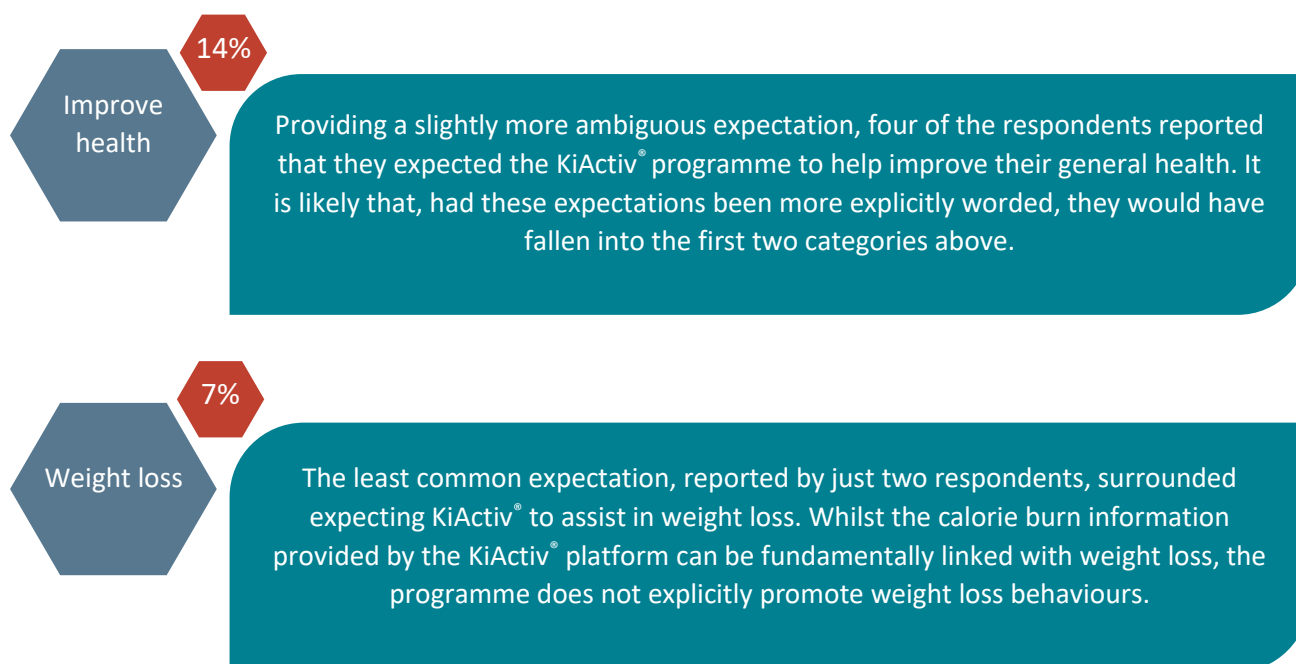 14%
Improve
health
Providing a slightly more ambiguous expectation, four of the respondents reported
that they expected the KiActiv® programme to help improve their general health. It
is likely that, had these expectations been more explicitly worded, they would have
fallen into the first two categories above.
7%
Weight loss
The least common expectation, reported by just two respondents, surrounded
expecting KiActiv® to assist in weight loss. Whilst the calorie burn information
provided by the KiActiv® platform can be fundamentally linked with weight loss, the
programme does not explicitly promote weight loss behaviours.